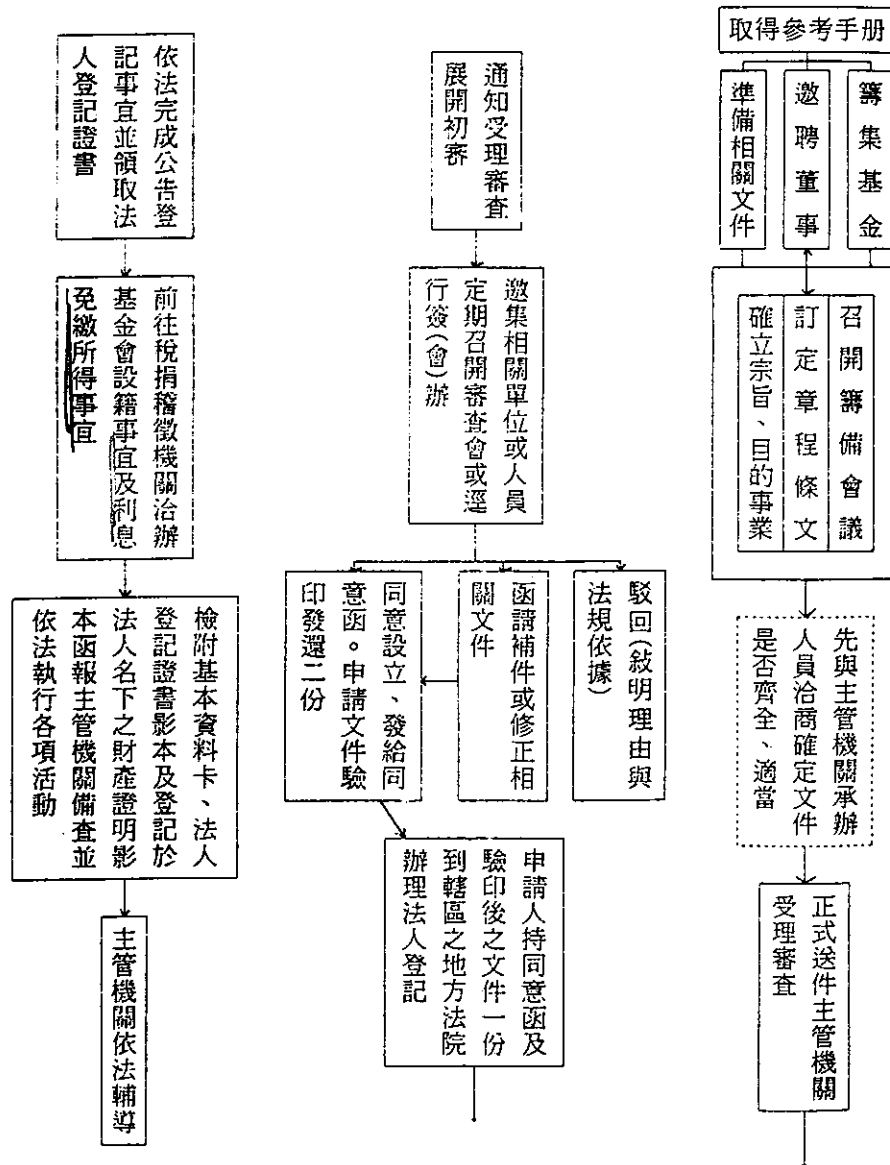 取得參考手册
籌集基金
邀聘董事
準備相關文件
召開籌備會議
訂定章程條文
確立宗旨、目的事業
先與主管機關承辦
人員洽商確定文件
是否齊全、適當
正式送件主管機關
受理審查
通知受理審查
展開初審
邀集相關單位或人員
定期召開審查會或逕
行簽(會)辦
駁回(敍明理由與
法規依據)
函請補件或修正相
關文件
同意設立、發給同
意函。申請文件驗
印發還二份
申請人持同意函及
驗印後之文件一份
到轄區之地方法院
辦理法人登記
依法完成公告登
記事宜並領取法
人登記證書
前往稅捐稽徵機關洽辦
基金會設籍事宜及利息
免繳所得事宜
檢附基本資料卡、法人
登記證書影本及登記於
法人名下之財產證明影
本函報主管機關備查並
依法執行各項活動
主管機關依法輔導